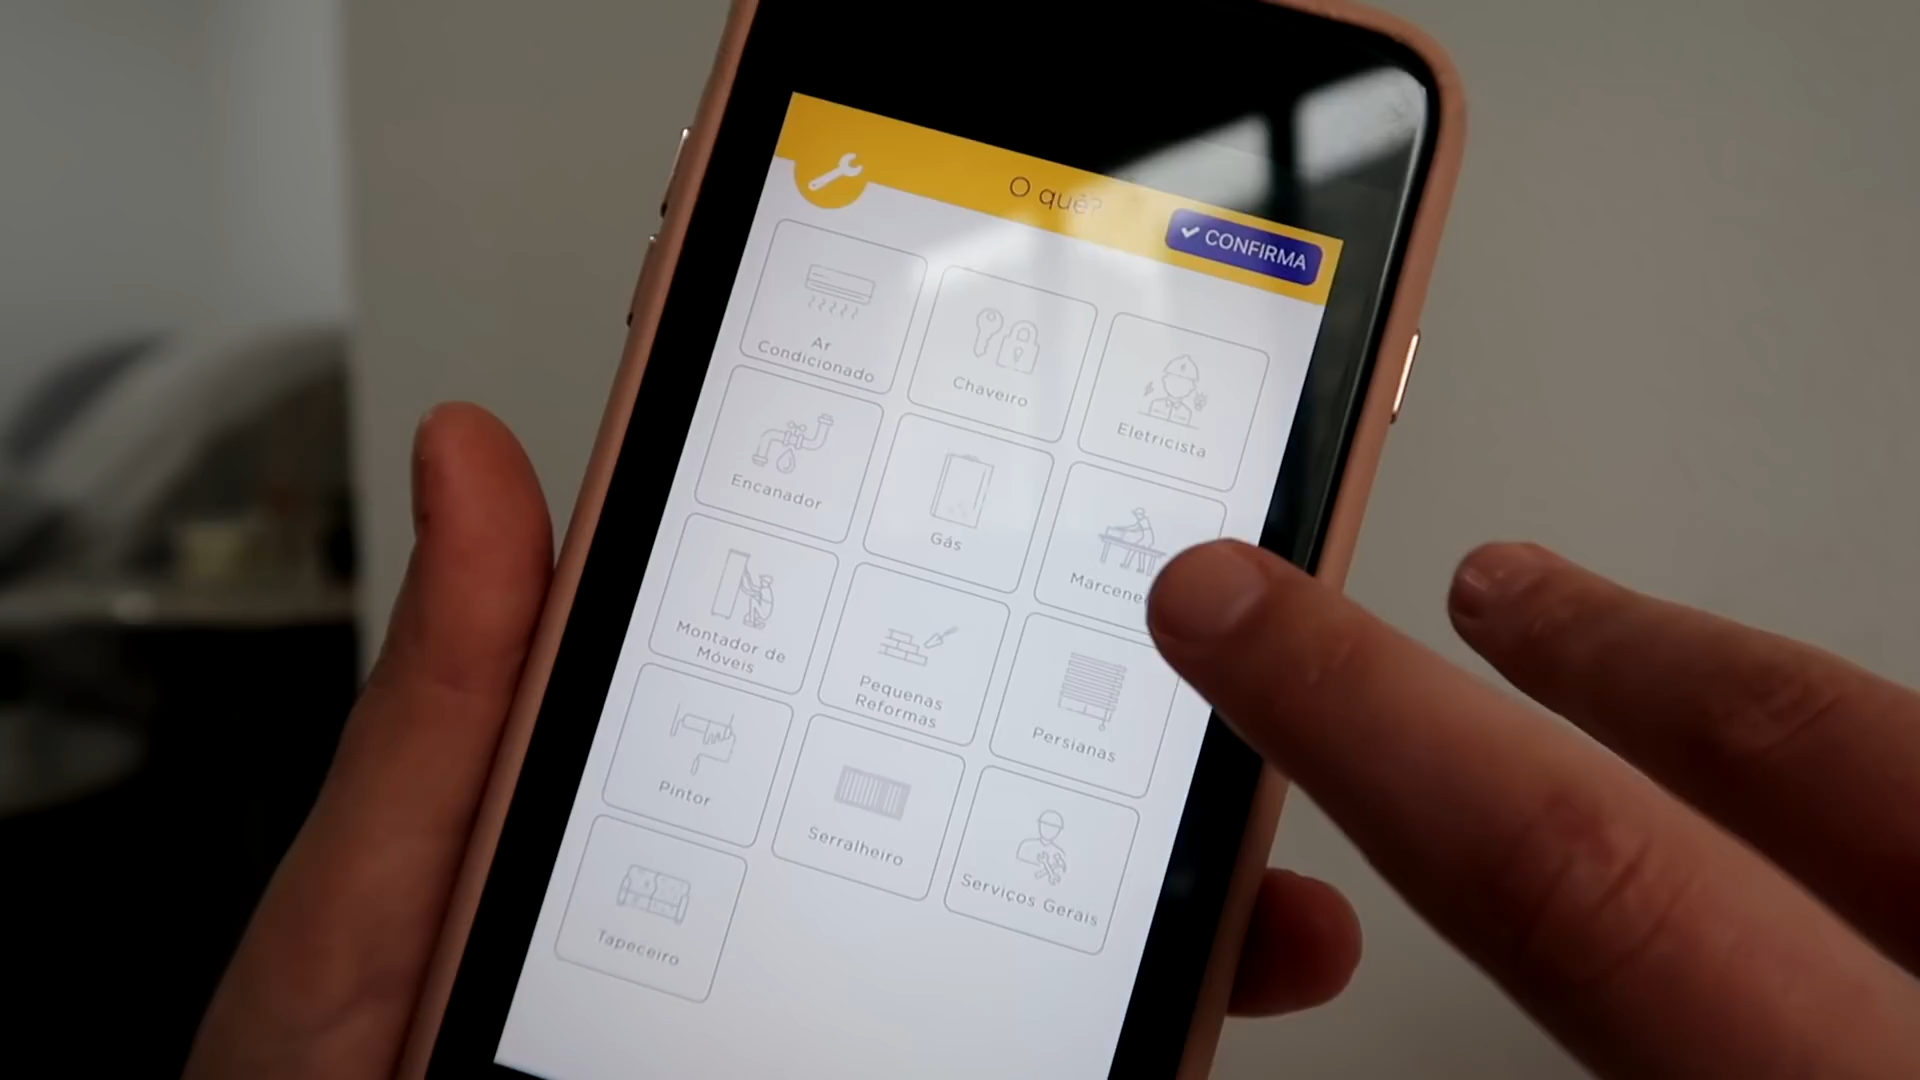 O quê?
CONFIRMA
Ar
Condicionado
Chaveiro
Eletricista
Encanador
Gás
Marcene
Montador de
Móveis
Pequenas
Reformas
Persianas
Pintor
Serralheiro
Serviços Gerais
Tapeceiro